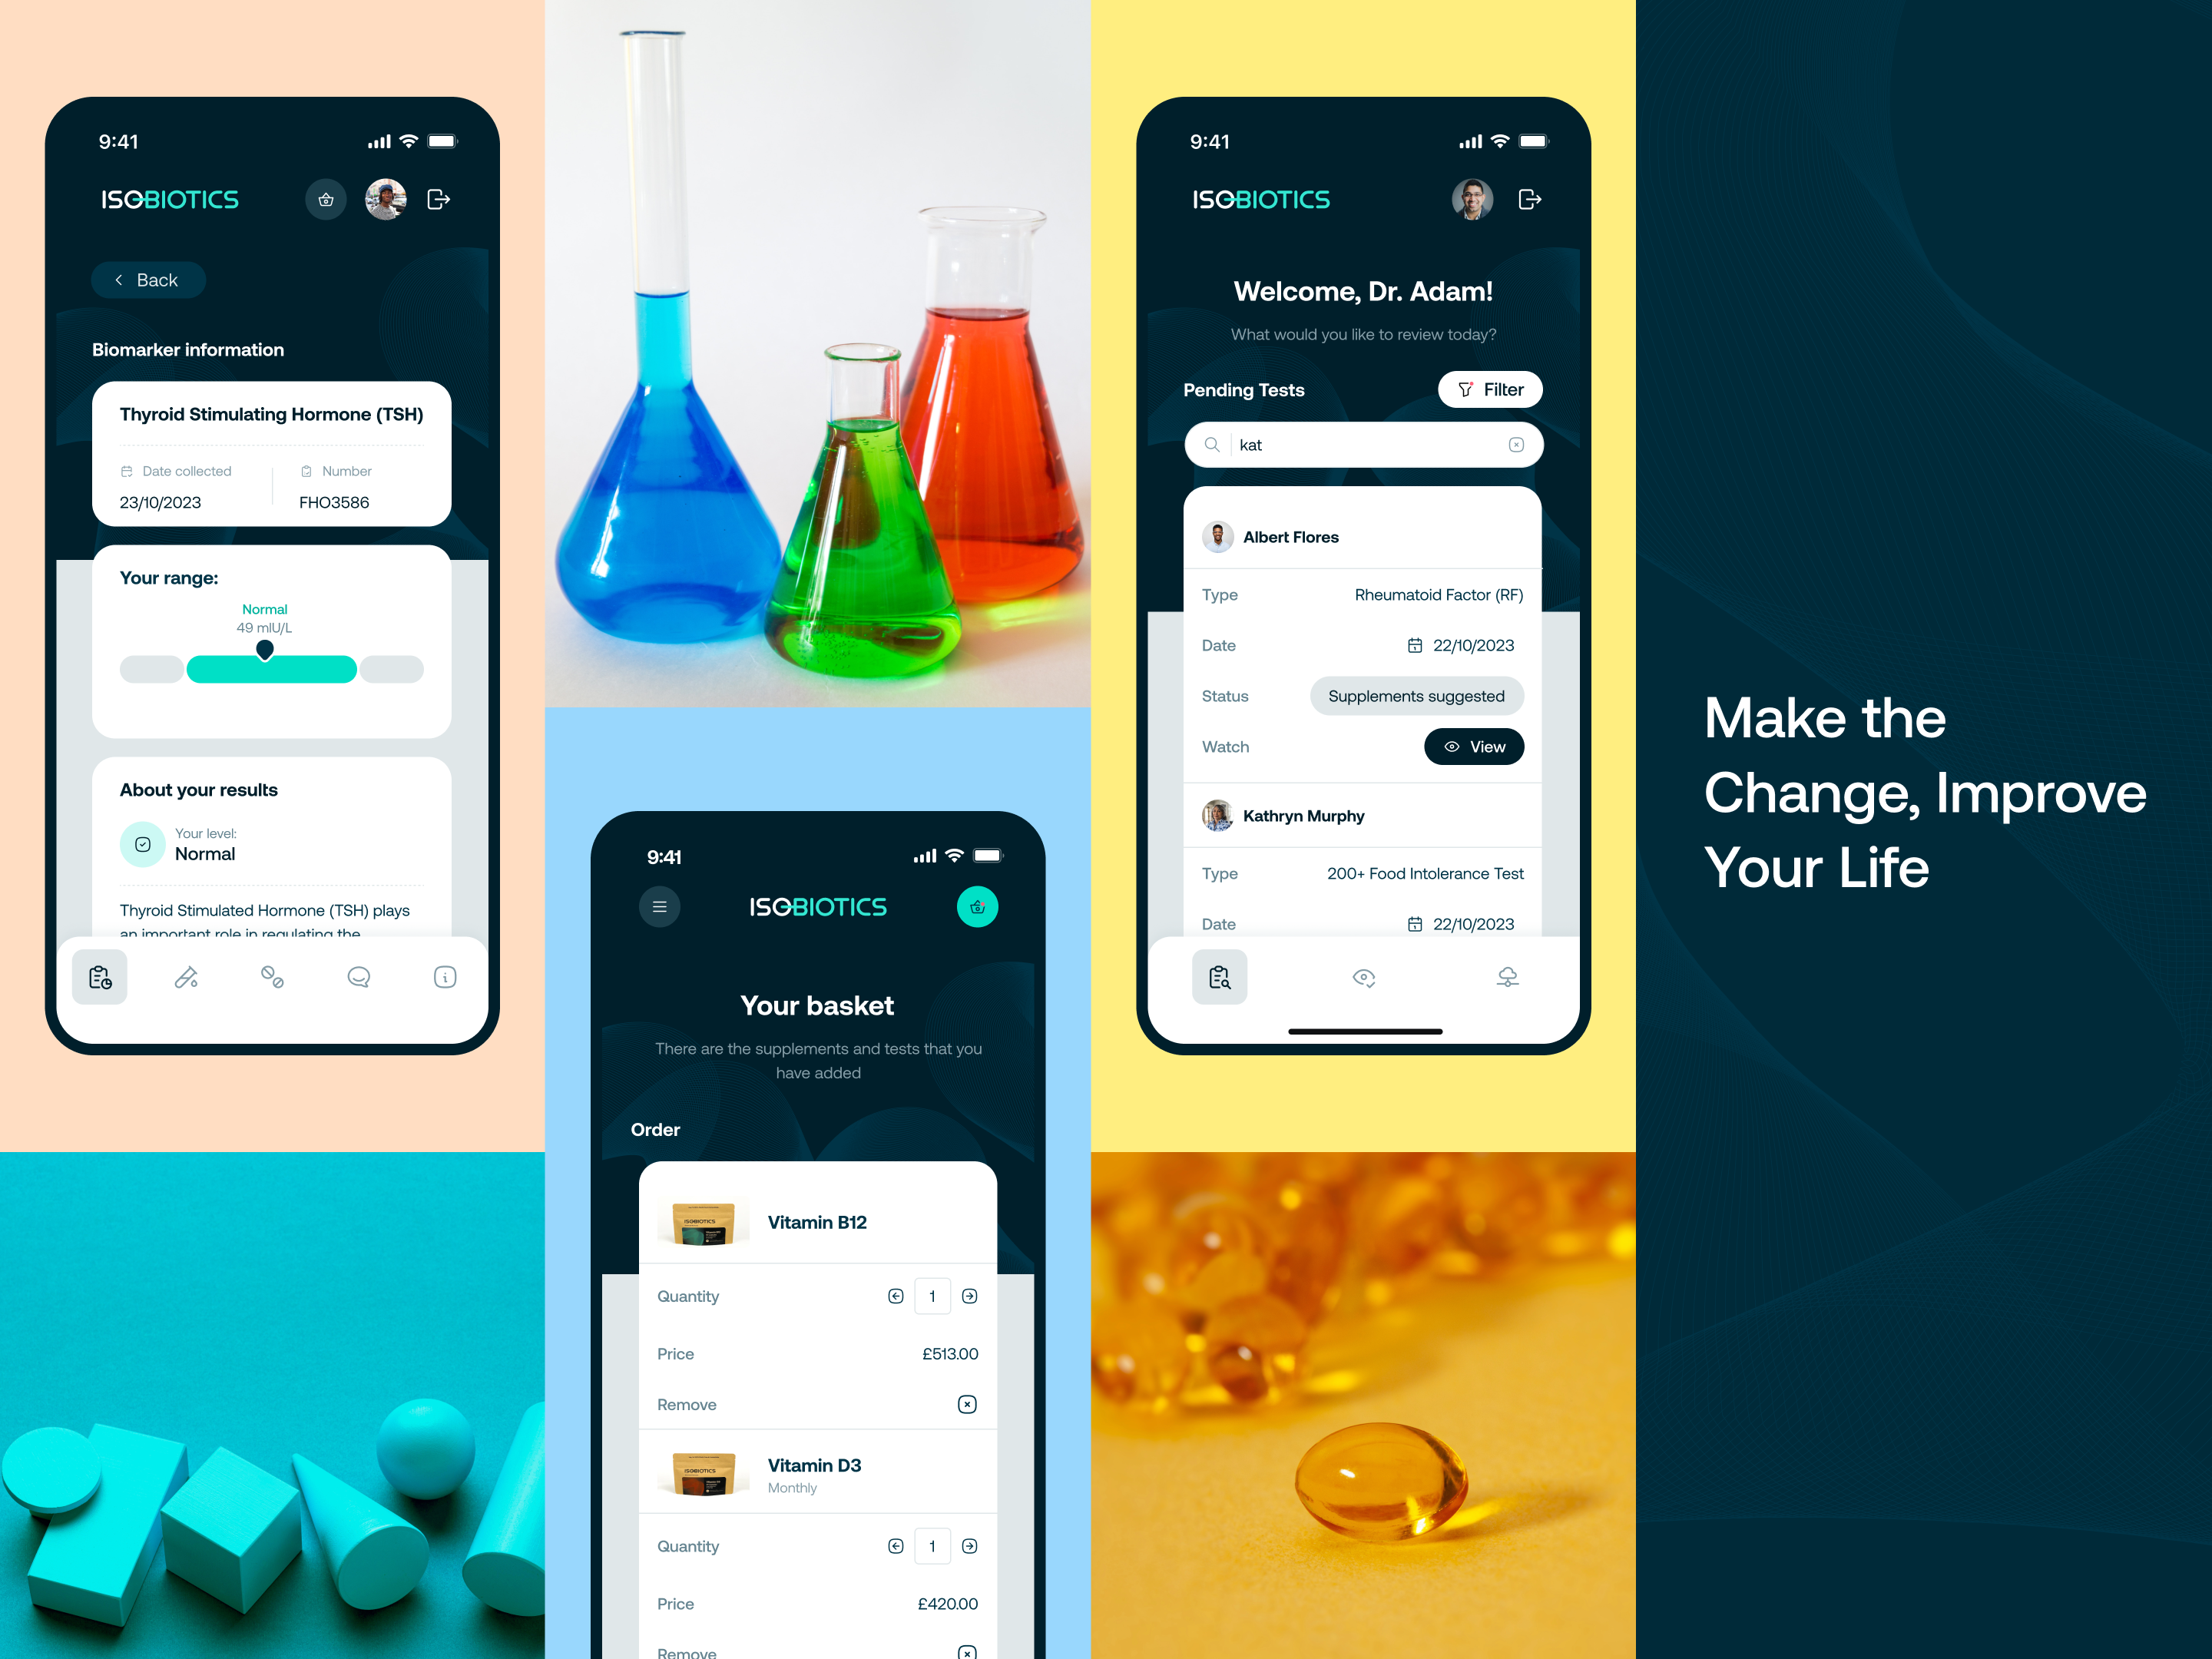 9:41
ISOBIOTICS
Back
Biomarker information
Thyroid Stimulating Hormone (TSH)
Date collected
Number
23/10/2023
FHO3586
Your range:
Normal
49 mlU/L
About your results
Your level:
Normal
Thyroid Stimulated Hormone (TSH) plays
an important role in regulating the
9:41
ISOBIOTICS
Your basket
There are the supplements and tests that you
have added
Order
ISOBIOTICS
Vitamin B12
Quantity
1
Price
£513.00
Remove
ISOBIOTICS
Vitamin D3
Monthly
Quantity
1
Price
£420.00
Remove
9:41
ISOBIOTICS
Welcome, Dr. Adam!
What would you like to review today?
Pending Tests
Filter
kat
Albert Flores
Type
Rheumatoid Factor (RF)
Date
22/10/2023
Status
Supplements suggested
Watch
View
Kathryn Murphy
Type
200+ Food Intolerance Test
Date
22/10/2023
Make the
Change, Improve
Your Life